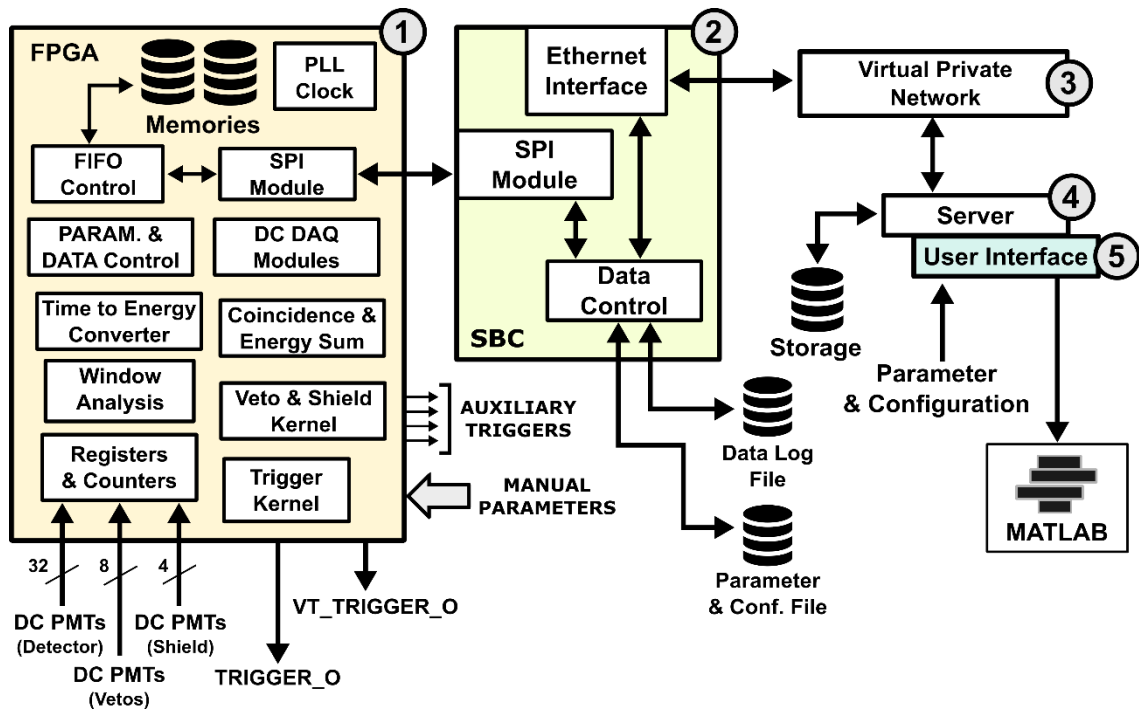 FPGA
1
PLL
Clock
Memories
FIFO
Control
SPI
Module
PARAM. &
DATA Control
DC DAQ
Modules
Time to Energy
Converter
Coincidence &
Energy Sum
Window
Analysis
Veto & Shield
Kernel
Registers
& Counters
Trigger
Kernel
AUXILIARY
TRIGGERS
MANUAL
PARAMETERS
32
8
4
DC PMTs
(Detector)
DC PMTs
(Vetos)
DC PMTs
(Shield)
TRIGGER_O
VT_TRIGGER_O
2
Ethernet
Interface
SPI
Module
Data
Control
SBC
Data Log
File
Parameter
& Conf. File
Virtual Private
Network
3
Server
4
User Interface
5
Storage
Parameter
& Configuration
MATLAB